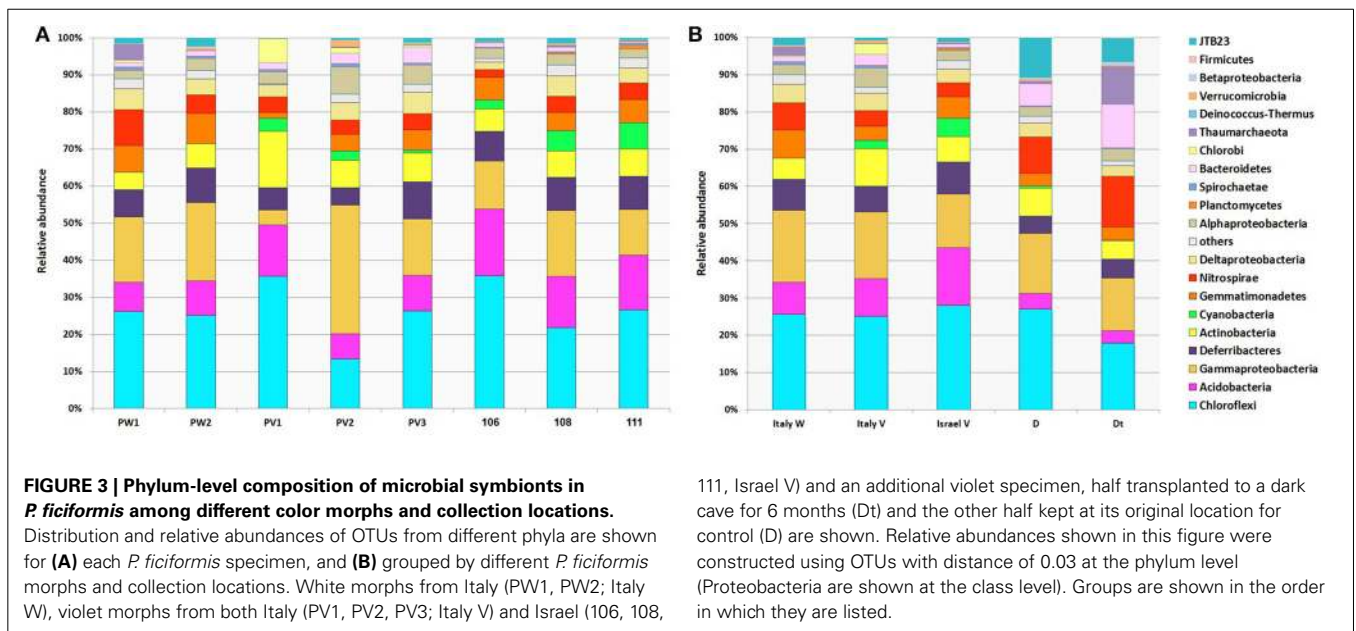 A
100%
90%
80%
70%
60%
50%
40%
30%
20%
10%
0%
Relative abundance
PW1 PW2 PV1 PV2 PV3 106 108 111
B
100%
90%
80%
70%
60%
50%
40%
30%
20%
10%
0%
Relative abundance
Italy W Italy V Israel V D Dt
JTB23
Firmicutes
Betaproteobacteria
Verrucomicrobia
Deinococcus-Thermus
Thaumarchaeota
Chlorobi
Bacteroidetes
Spirochaetae
Planctomycetes
Alphaproteobacteria
others
Deltaproteobacteria
Nitrospirae
Gemmatimonadetes
Cyanobacteria
Actinobacteria
Deferribacteres
Gammaproteobacteria
Acidobacteria
Chloroflexi
FIGURE 3 | Phylum-level composition of microbial symbionts in
P. ficiformis among different color morphs and collection locations.
Distribution and relative abundances of OTUs from different phyla are shown
for (A) each P. ficiformis specimen, and (B) grouped by different P. ficiformis
morphs and collection locations. White morphs from Italy (PW1, PW2; Italy
W), violet morphs from both Italy (PV1, PV2, PV3; Italy V) and Israel (106, 108,
111, Israel V) and an additional violet specimen, half transplanted to a dark
cave for 6 months (Dt) and the other half kept at its original location for
control (D) are shown. Relative abundances shown in this figure were
constructed using OTUs with distance of 0.03 at the phylum level
(Proteobacteria are shown at the class level). Groups are shown in the order
in which they are listed.